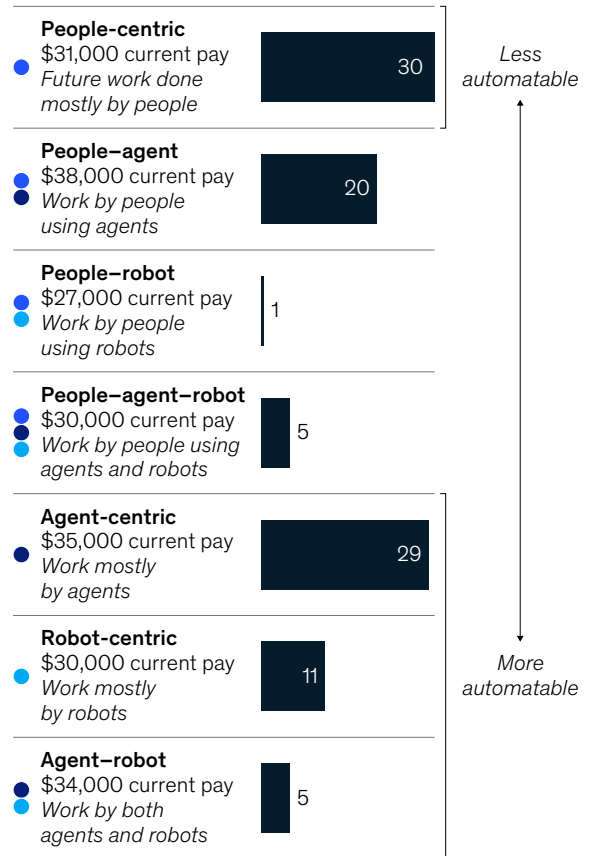 People-centric
$31,000 current pay
Future work done
mostly by people
30
Less
automatable
People–agent
$38,000 current pay
Work by people
using agents
20
People–robot
$27,000 current pay
Work by people
using robots
1
People–agent–robot
$30,000 current pay
Work by people using
agents and robots
5
Agent-centric
$35,000 current pay
Work mostly
by agents
29
Robot-centric
$30,000 current pay
Work mostly
by robots
11
More
automatable
Agent–robot
$34,000 current pay
Work by both
agents and robots
5